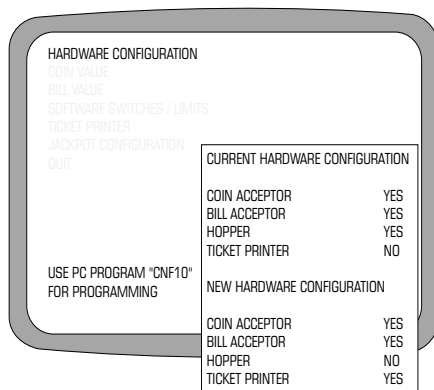 HARDWARE CONFIGURATION
COIN VALUE
BILL VALUE
SOFTWARE SWITCHES / LIMITS
TICKET PRINTER
JACKPOT CONFIGURATION
QUIT
USE PC PROGRAM "CNF10"
FOR PROGRAMMING
CURRENT HARDWARE CONFIGURATION
COIN ACCEPTOR YES
BILL ACCEPTOR YES
HOPPER YES
TICKET PRINTER NO
NEW HARDWARE CONFIGURATION
COIN ACCEPTOR YES
BILL ACCEPTOR YES
HOPPER NO
TICKET PRINTER YES